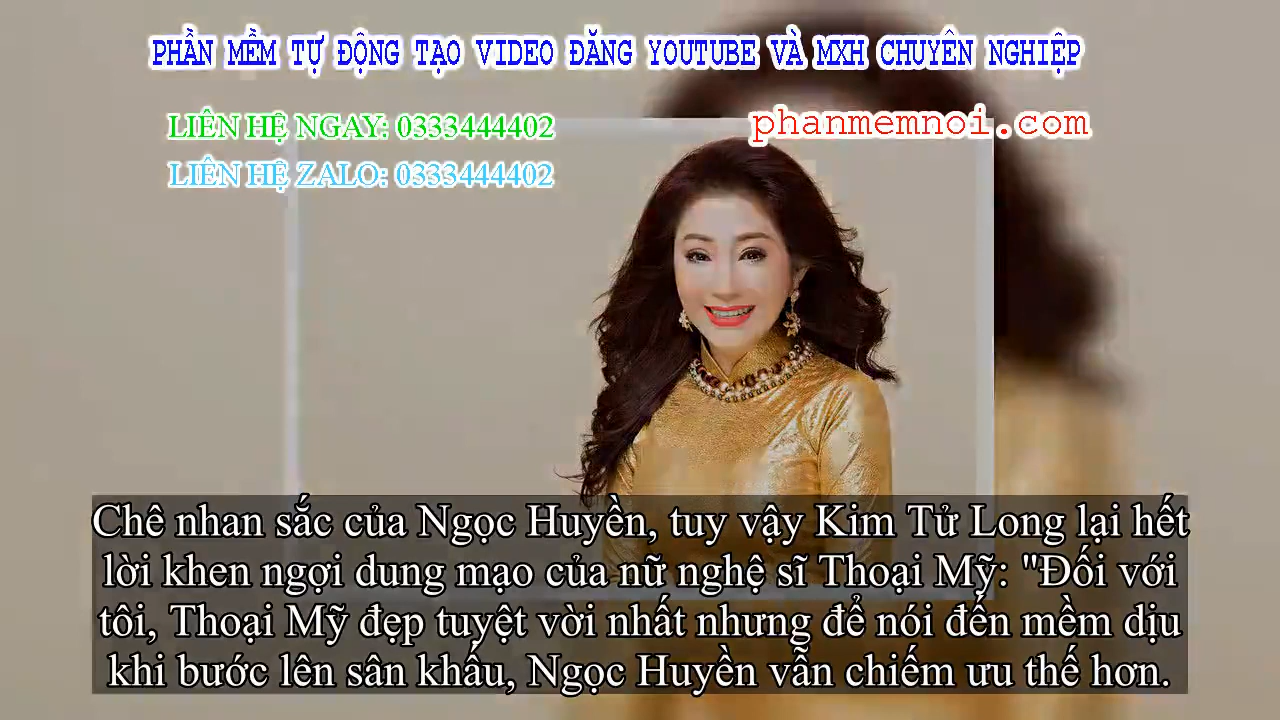 PHẦN MỀM TỰ ĐỘNG TẠO VIDEO ĐĂNG YOUTUBE VÀ MXH CHUYÊN NGHIỆP
LIÊN HỆ NGAY: 0333444402
phanmemnoi.com
LIÊN HỆ ZALO: 0333444402
Chê nhan sắc của Ngọc Huyền, tuy vậy Kim Tử Long lại hết
lời khen ngợi dung mạo của nữ nghệ sĩ Thoại Mỹ: "Đối với
tôi, Thoại Mỹ đẹp tuyệt vời nhất nhưng để nói đến mềm dịu
khi bước lên sân khấu, Ngọc Huyền vẫn chiếm ưu thế hơn.